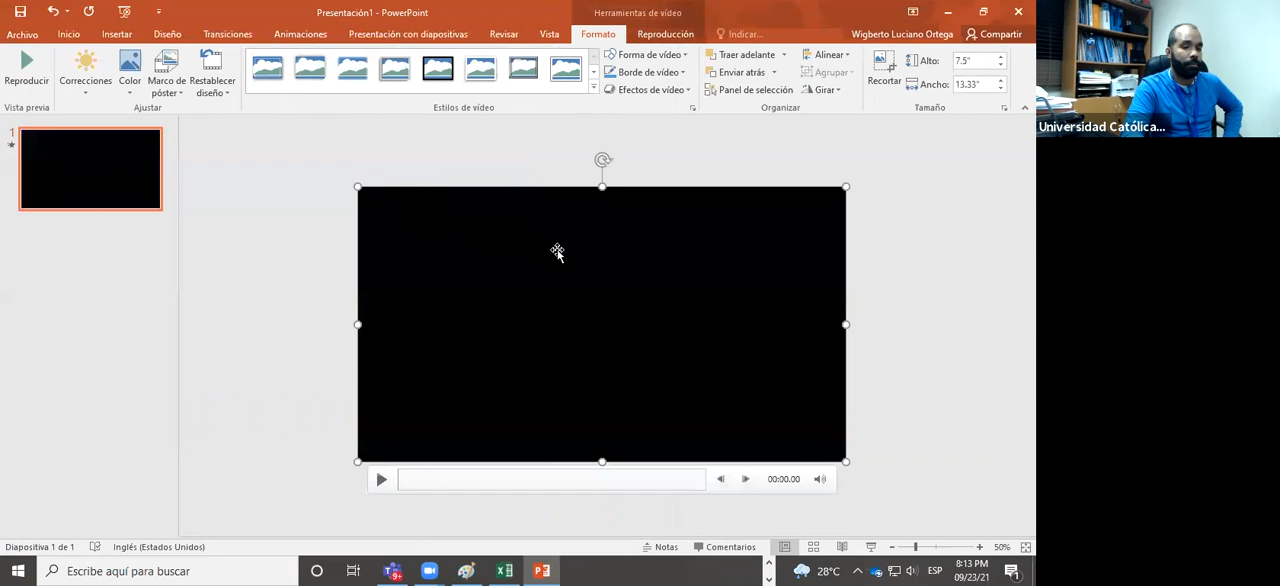 Presentación1 - PowerPoint
Herramientas de vídeo
Archivo Inicio Insertar Diseño Transiciones Animaciones Presentación con diapositivas Revisar Vista Formato Reproducción Indicar... Wigberto Luciano Ortega Compartir
Reproducir
Vista previa
Correcciones
Color
Marco de póster
Restablecer diseño
Ajustar
Estilos de vídeo
Forma de vídeo
Borde de vídeo
Efectos de vídeo
Traer adelante
Enviar atrás
Panel de selección
Alinear
Agrupar
Girar
Organizar
Recortar
Alto: 7.5"
Ancho: 13.33"
Tamaño
Universidad Católica...
1
00:00.00
Diapositiva 1 de 1 Inglés (Estados Unidos) Notas Comentarios 50%
Escribe aquí para buscar
9+
28°C
ESP
8:13 PM
09/23/21
1